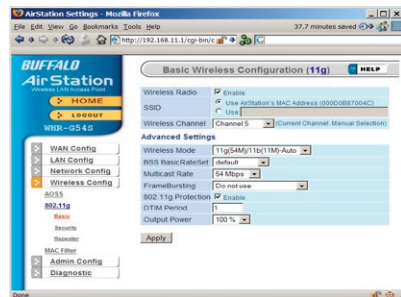 AirStation Settings - Mozilla Firefox
File Edit View Go Bookmarks Tools Help
37.7 minutes saved
http://192.168.11.1/cgi-bin/c
BUFFALO
AirStation
Wireless LAN Access Point
HOME
LOGOUT
WHR-G54S
WAN Config
LAN Config
Network Config
Wireless Config
AOSS
802.11g
Basic
Security
Repeater
MAC Filter
Admin Config
Diagnostic
Basic Wireless Configuration (11g)
HELP
Wireless Radio Enable
SSID
Use AirStation's MAC Address (000D0B87004C)
Use
Wireless Channel Channel 5 (Current Channel: Manual Selection)
Advanced Settings
Wireless Mode 11g(54M)/11b(11M)-Auto
BSS BasicRateSet default
Multicast Rate 54 Mbps
FrameBursting Do not use
802.11g Protection Enable
DTIM Period 1
Output Power 100 %
Apply
Done